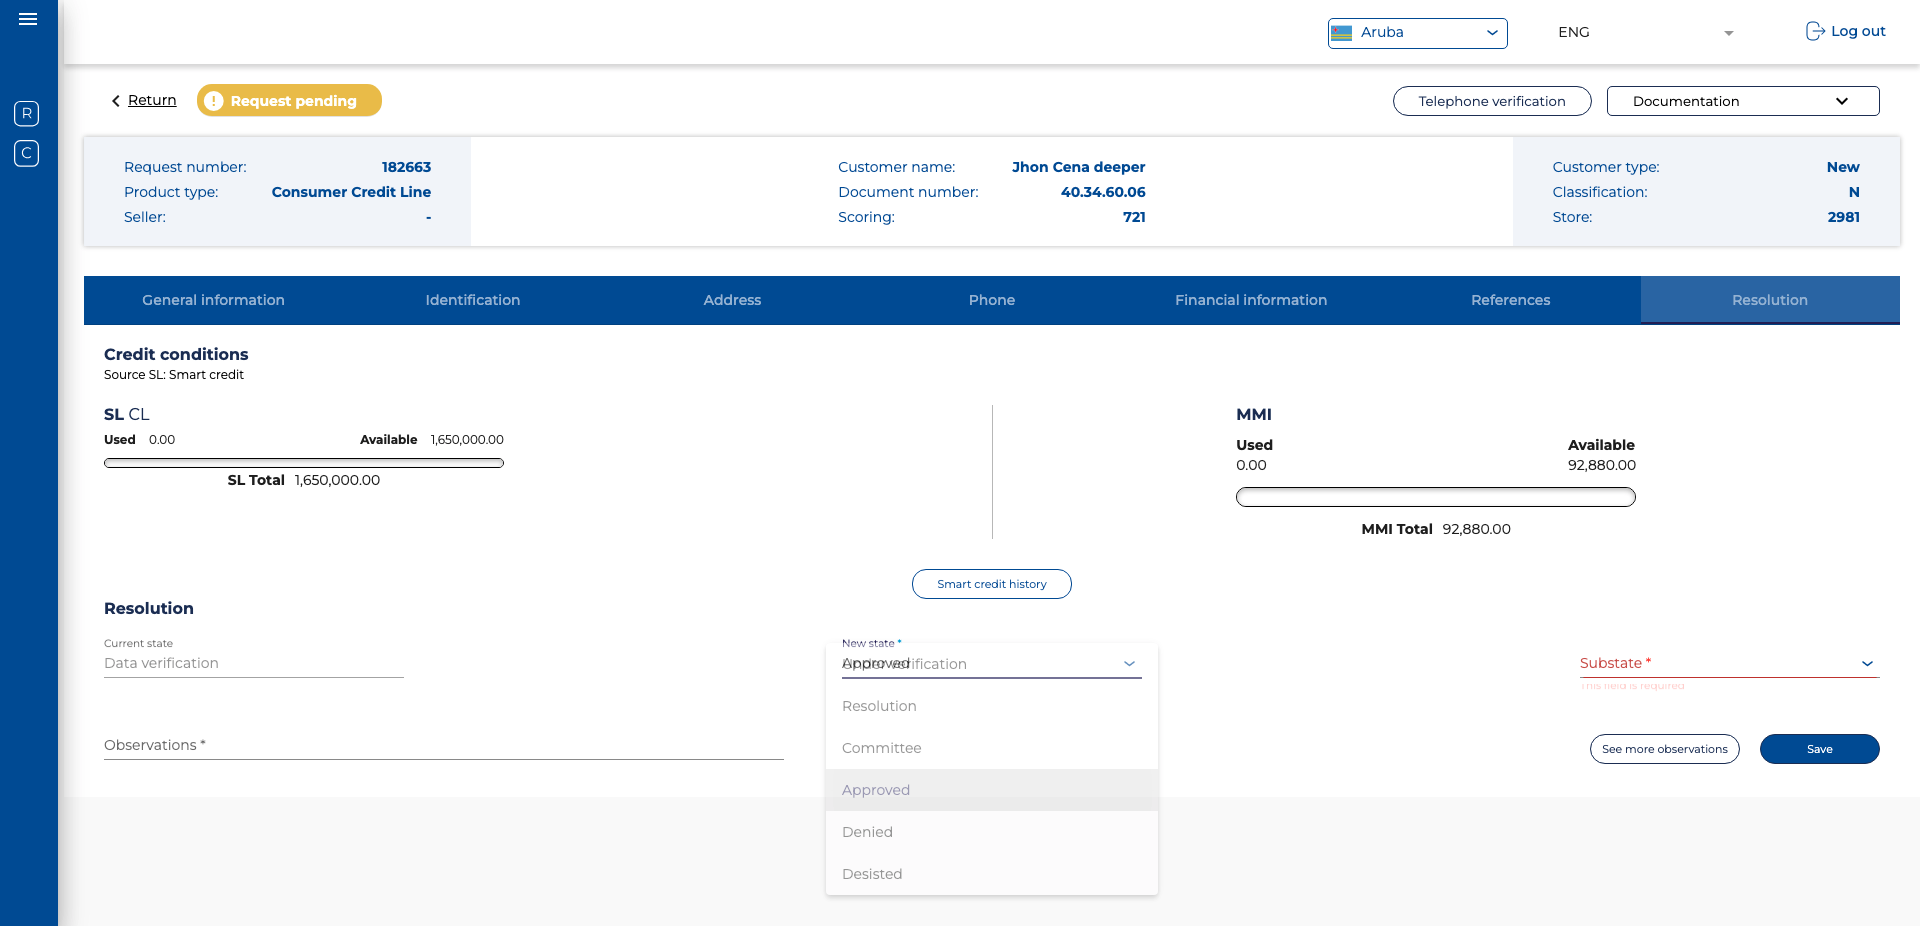 Aruba
ENG
Log out
R
C
Return
Request pending
Telephone verification
Documentation
Request number: 182663
Product type: Consumer Credit Line
Seller: -
Customer name: Jhon Cena deeper
Document number: 40.34.60.06
Scoring: 721
Customer type: New
Classification: N
Store: 2981
General information
Identification
Address
Phone
Financial information
References
Resolution
Credit conditions
Source SL: Smart credit
SL CL
Used 0.00 Available 1,650,000.00
SL Total 1,650,000.00
MMI
Used Available
0.00 92,880.00
MMI Total 92,880.00
Smart credit history
Resolution
Current state
Data verification
New state *
Approved
Under verification
Resolution
Committee
Approved
Denied
Desisted
Substate *
This field is required
Observations *
See more observations
Save